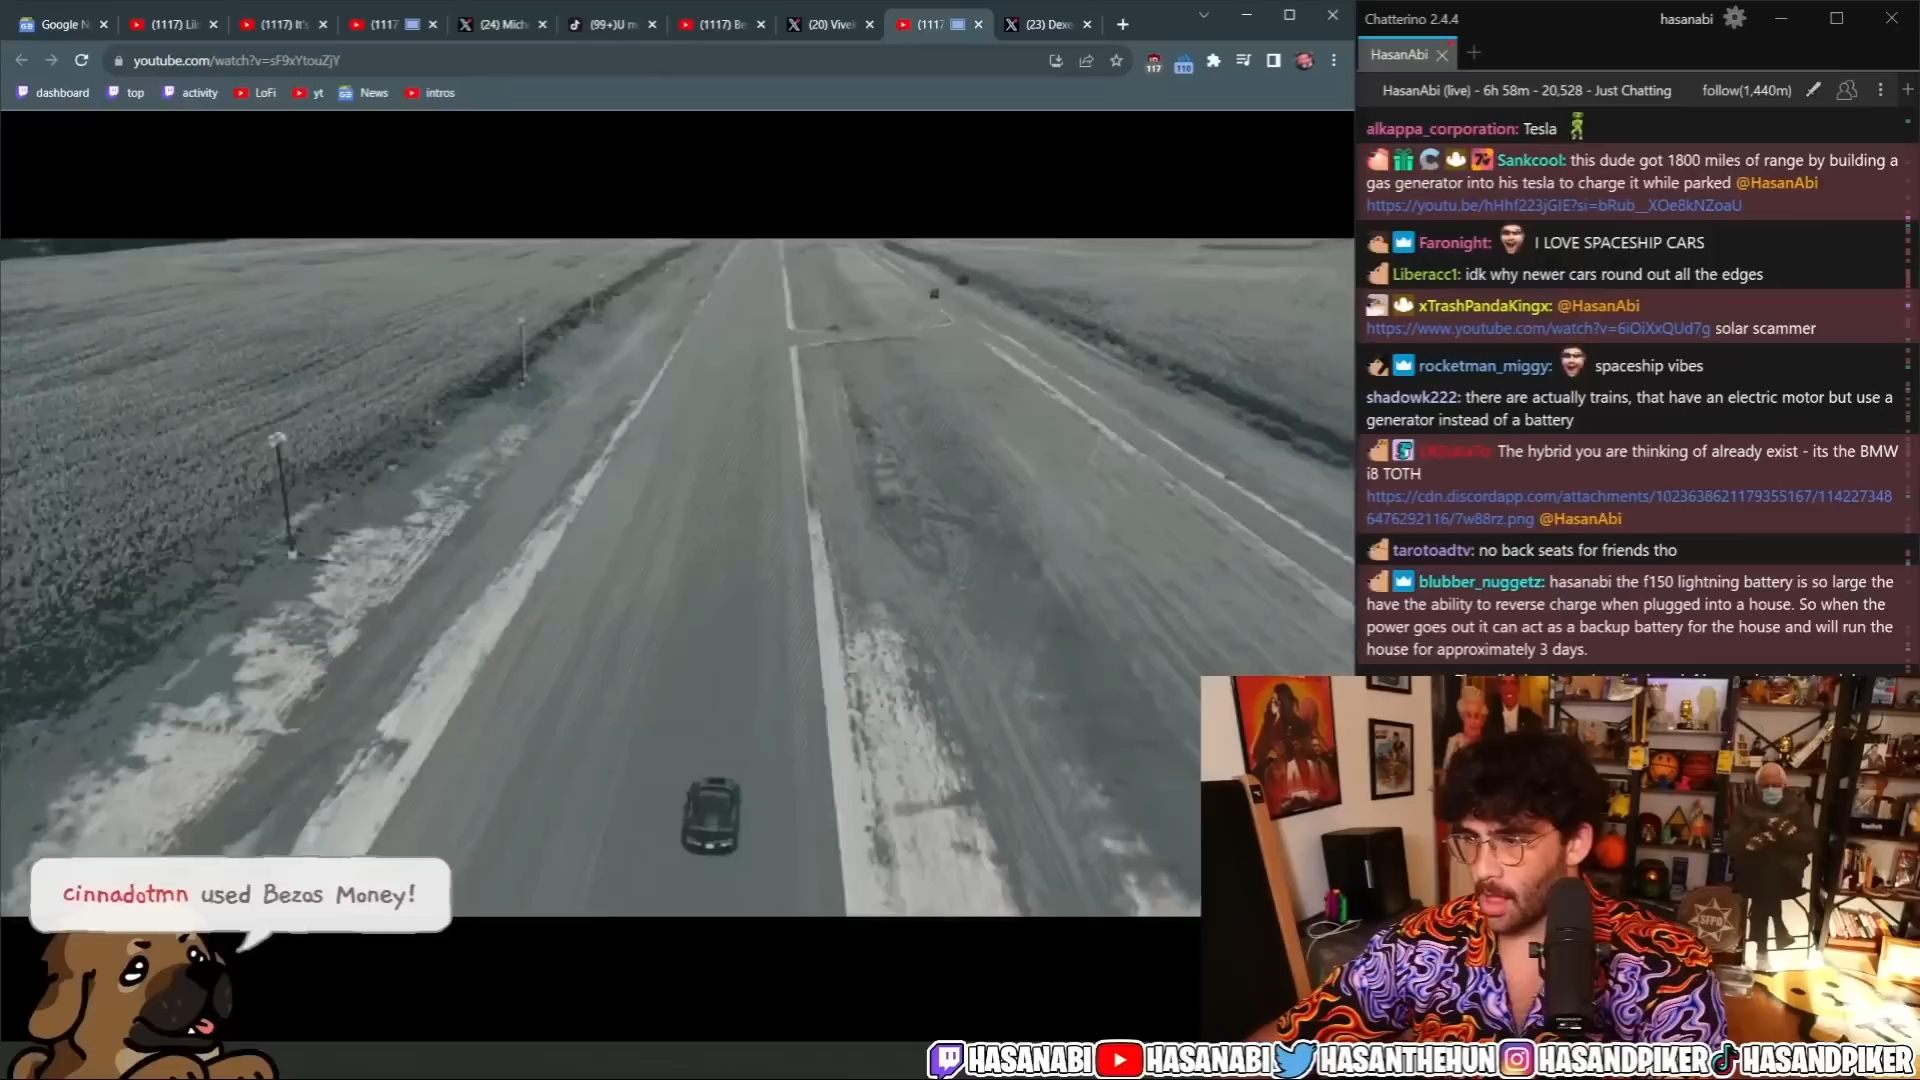 Google N
(1117) Li
(1117) It's
(1117)
(24) Mich
(99+)U m
(1117) Be
(20) Vivek
(1117
(23) Dexe
youtube.com/watch?v=sF9xYtouZjY
117
110
dashboard
top
activity
LoFi
yt
News
intros
Chatterino 2.4.4
hasanabi
HasanAbi
HasanAbi (live) - 6h 58m - 20,528 - Just Chatting
follow(1,440m)
alkappa_corporation: Tesla
Sankcool: this dude got 1800 miles of range by building a
gas generator into his tesla to charge it while parked @HasanAbi
https://youtu.be/hHhf223jGIE?si=bRub__XOe8kNZoaU
Faronight: I LOVE SPACESHIP CARS
Liberacc1: idk why newer cars round out all the edges
xTrashPandaKingx: @HasanAbi
https://www.youtube.com/watch?v=6iOiXxQUd7g solar scammer
rocketman_miggy: spaceship vibes
shadowk222: there are actually trains, that have an electric motor but use a
generator instead of a battery
The hybrid you are thinking of already exist - its the BMW
i8 TOTH
https://cdn.discordapp.com/attachments/1023638621179355167/114227348
6476292116/7w88rz.png @HasanAbi
tarotoadtv: no back seats for friends tho
blubber_nuggetz: hasanabi the f150 lightning battery is so large the
have the ability to reverse charge when plugged into a house. So when the
power goes out it can act as a backup battery for the house and will run the
house for approximately 3 days.
cinnadotmn used Bezos Money!
SFPD
HASANABI
HASANABI
HASANTHEHUN
HASANDPIKER
HASANDPIKER